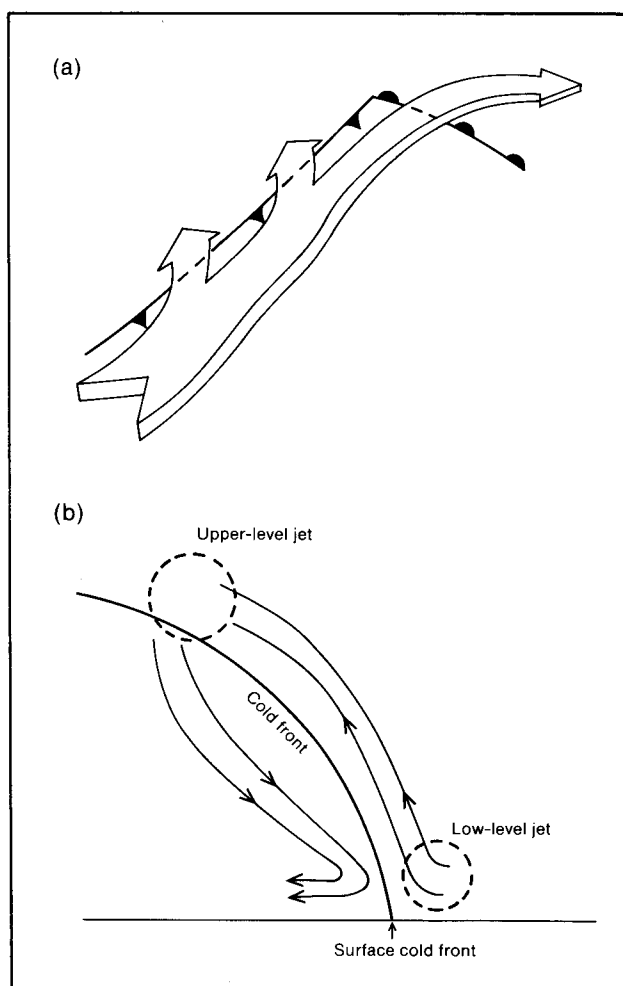 (a)
(b)
Upper-level jet
Cold front
Low-level jet
Surface cold front